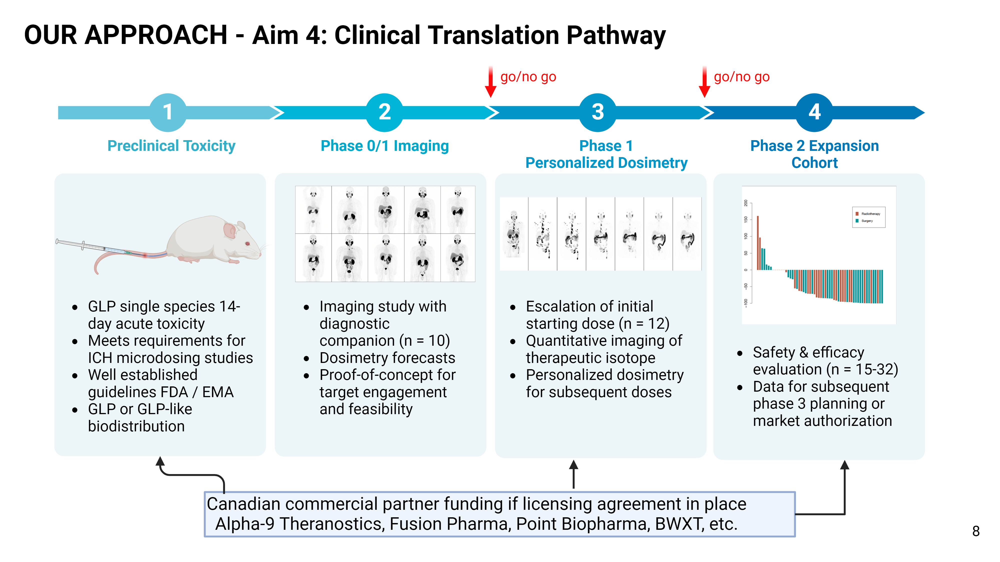 OUR APPROACH - Aim 4: Clinical Translation Pathway
go/no go
go/no go
1
2
3
4
Preclinical Toxicity
Phase 0/1 Imaging
Phase 1
Personalized Dosimetry
Phase 2 Expansion
Cohort
• GLP single species 14-
day acute toxicity
• Meets requirements for
ICH microdosing studies
• Well established
guidelines FDA / EMA
• GLP or GLP-like
biodistribution
• Imaging study with
diagnostic
companion (n = 10)
• Dosimetry forecasts
• Proof-of-concept for
target engagement
and feasibility
• Escalation of initial
starting dose (n = 12)
• Quantitative imaging of
therapeutic isotope
• Personalized dosimetry
for subsequent doses
200
150
100
50
0
−50
−100
Radiotherapy
Surgery
• Safety & efficacy
evaluation (n = 15-32)
• Data for subsequent
phase 3 planning or
market authorization
Canadian commercial partner funding if licensing agreement in place
Alpha-9 Theranostics, Fusion Pharma, Point Biopharma, BWXT, etc.
8